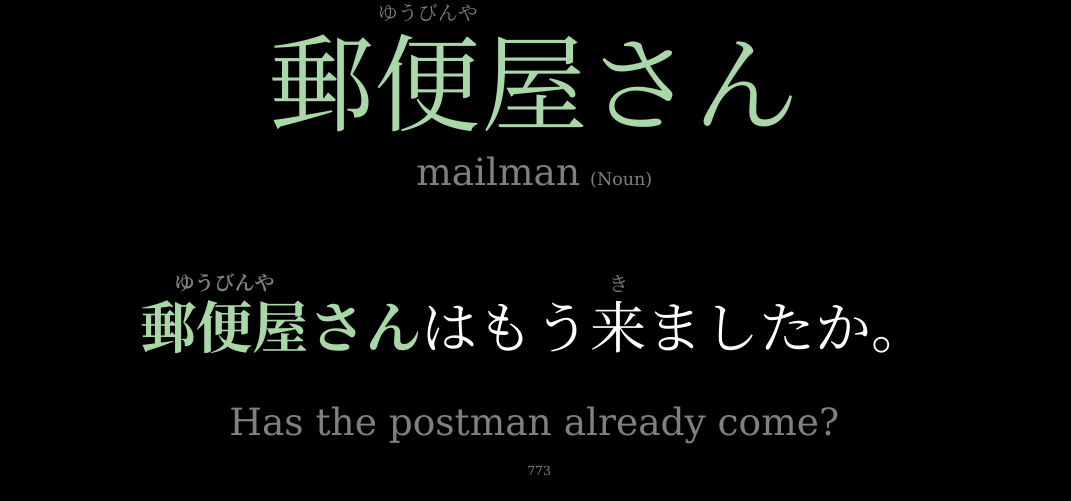 ゆうびんや
郵便屋さん
mailman (Noun)
ゆうびんや き
郵便屋さんはもう来ましたか。
Has the postman already come?
773